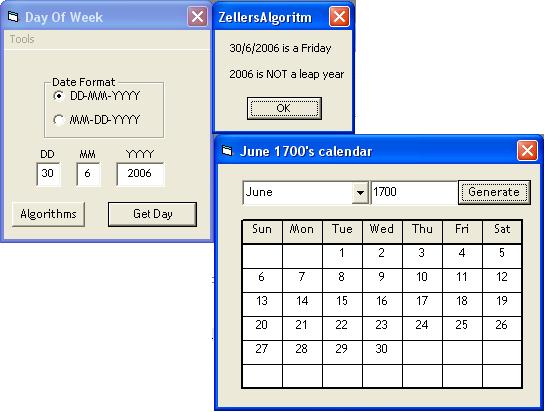 Day Of Week
Tools
Date Format
DD-MM-YYYY
MM-DD-YYYY
DD MM YYYY
30 6 2006
Algorithms Get Day
ZellersAlgoritm
30/6/2006 is a Friday
2006 is NOT a leap year
OK
June 1700's calendar
June 1700 Generate
Sun Mon Tue Wed Thu Fri Sat
1 2 3 4 5
6 7 8 9 10 11 12
13 14 15 16 17 18 19
20 21 22 23 24 25 26
27 28 29 30